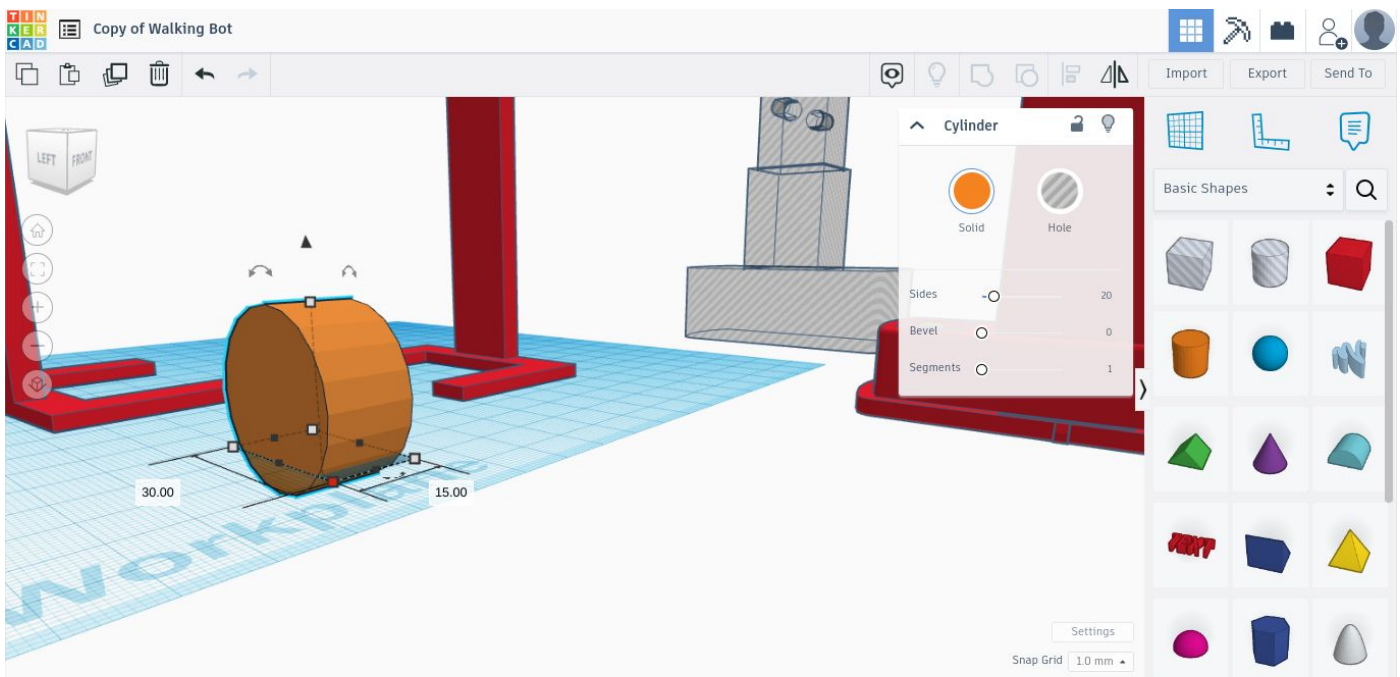 TIN
KER
CAD
Copy of Walking Bot
Import
Export
Send To
LEFT
FRONT
Cylinder
Solid
Hole
Sides
20
Bevel
0
Segments
1
Basic Shapes
30.00
15.00
Workplane
TEXT
Settings
Snap Grid
1.0 mm